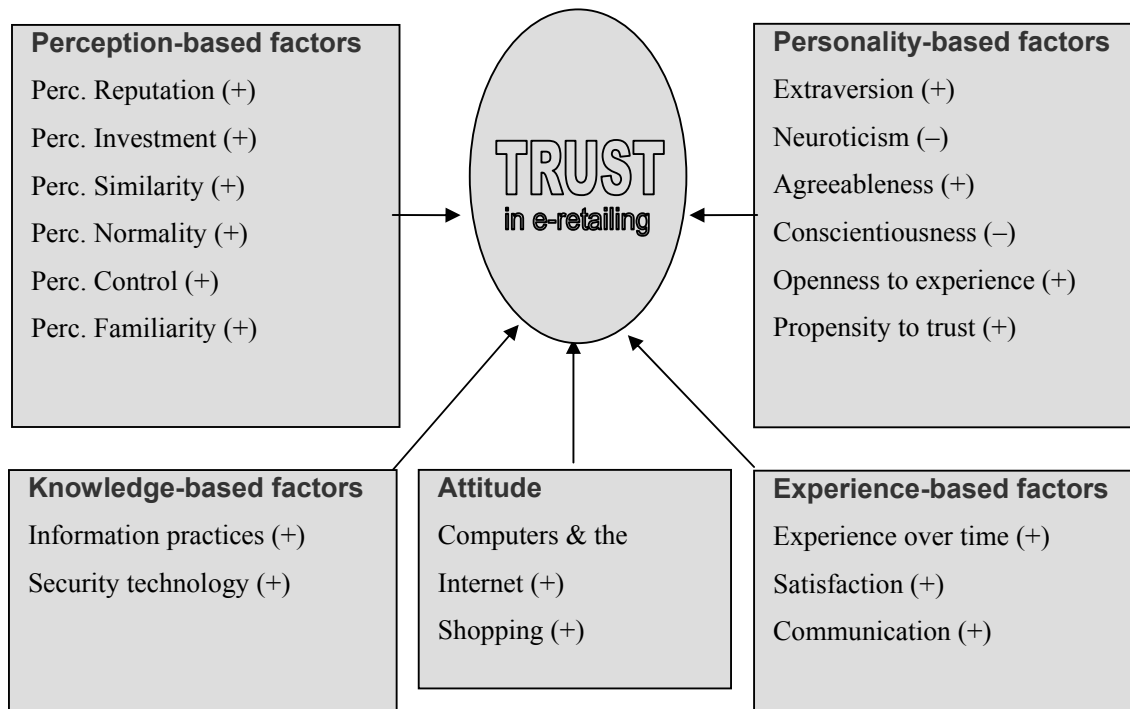 Perception-based factors
Perc. Reputation (+)
Perc. Investment (+)
Perc. Similarity (+)
Perc. Normality (+)
Perc. Control (+)
Perc. Familiarity (+)
TRUST
in e-retailing
Personality-based factors
Extraversion (+)
Neuroticism (–)
Agreeableness (+)
Conscientiousness (–)
Openness to experience (+)
Propensity to trust (+)
Knowledge-based factors
Information practices (+)
Security technology (+)
Attitude
Computers & the
Internet (+)
Shopping (+)
Experience-based factors
Experience over time (+)
Satisfaction (+)
Communication (+)